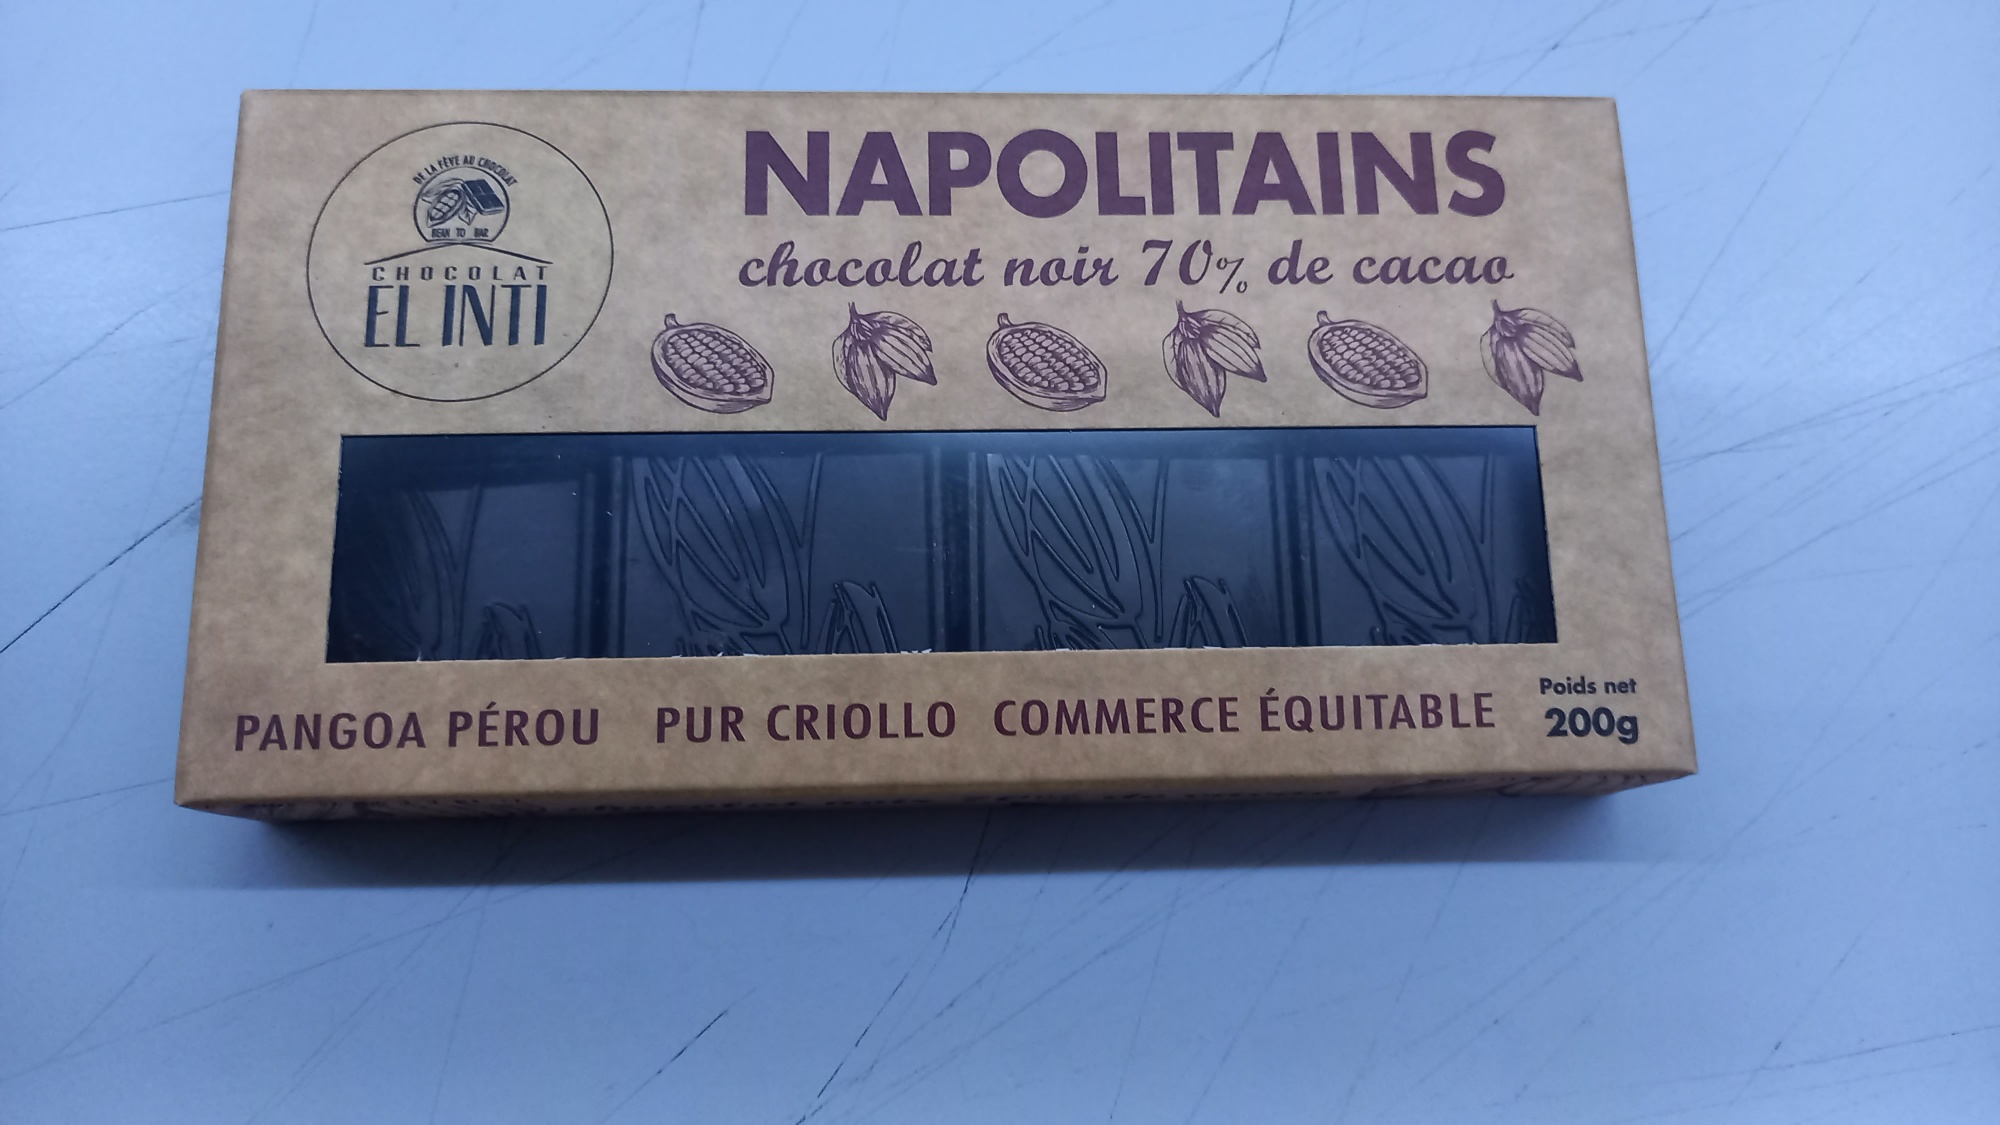 DE LA FÈVE AU CHOCOLAT
BEAN TO BAR
CHOCOLAT
EL INTI
NAPOLITAINS
chocolat noir 70% de cacao
PANGOA PÉROU PUR CRIOLLO COMMERCE ÉQUITABLE
Poids net
200g